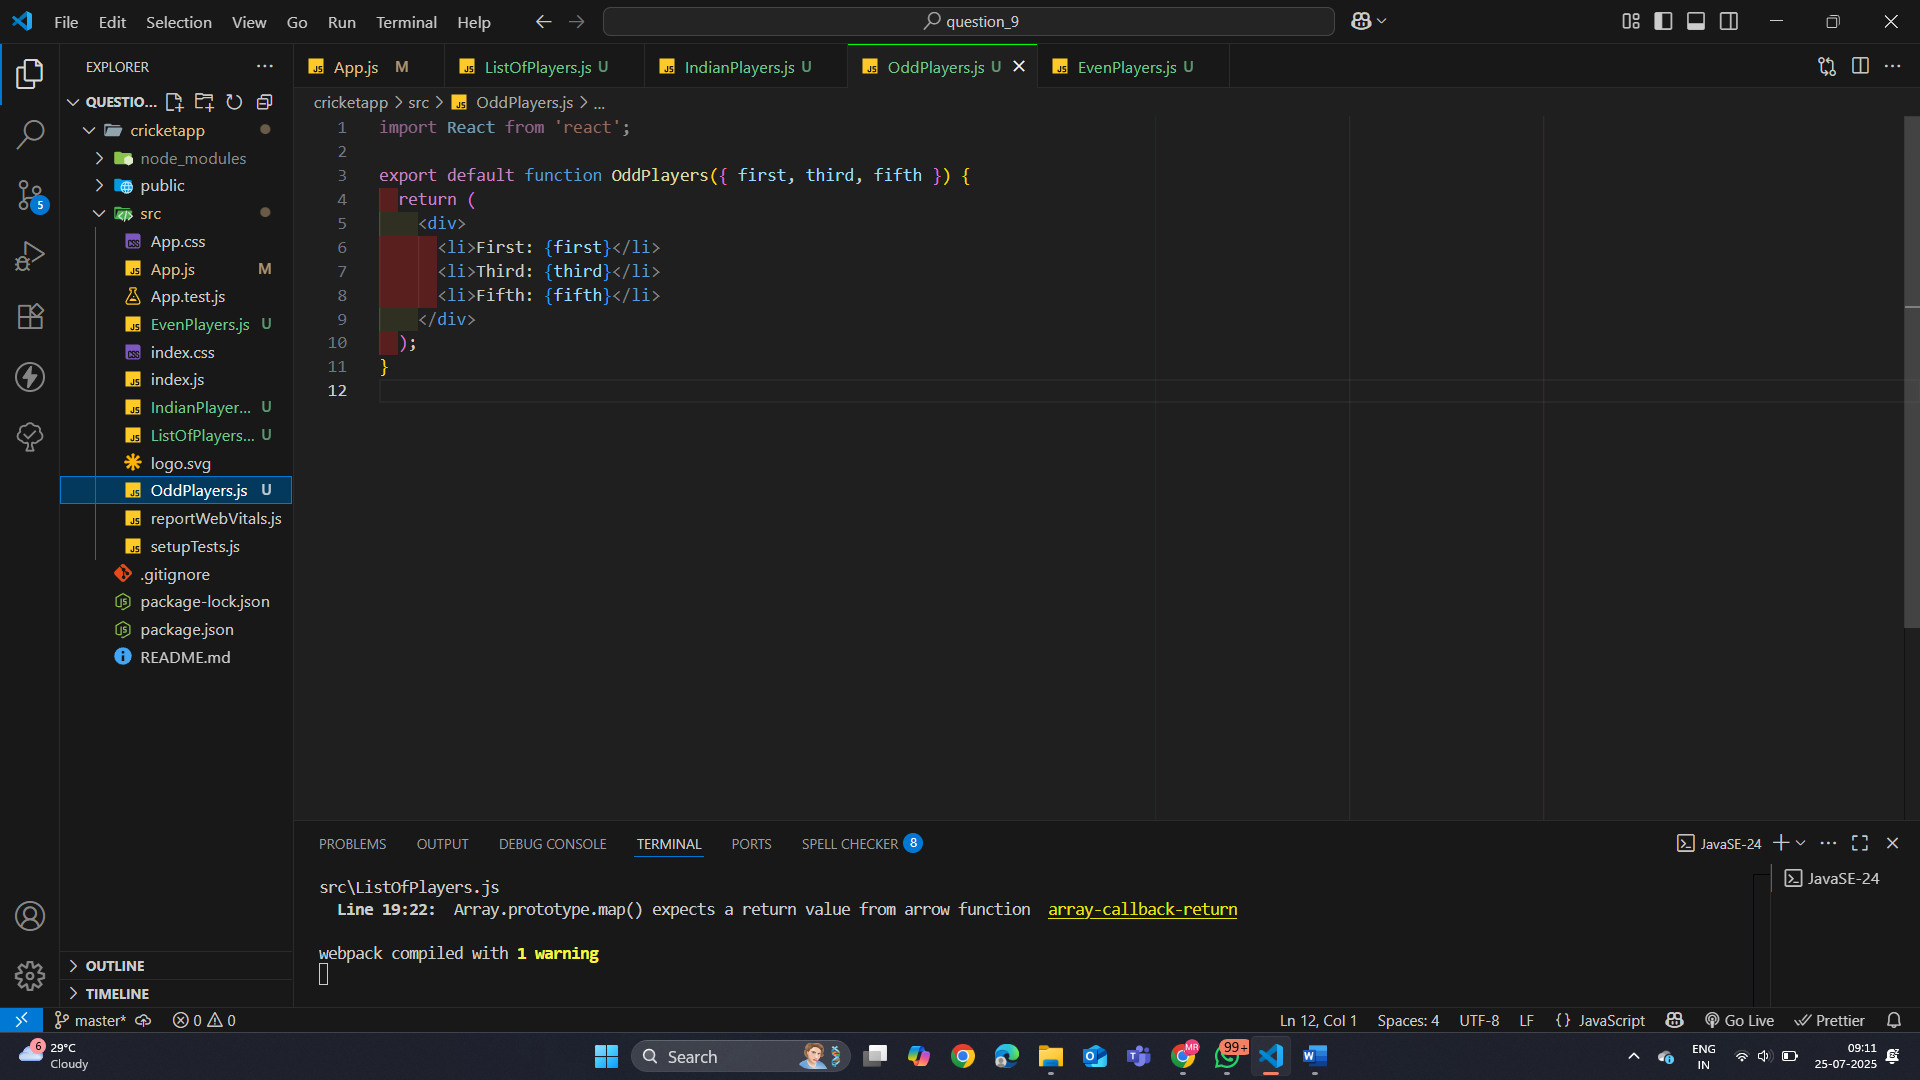 File Edit Selection View Go Run Terminal Help
question_9
EXPLORER
App.js M
ListOfPlayers.js U
IndianPlayers.js U
OddPlayers.js U
EvenPlayers.js U
QUESTIO...
cricketapp > src > OddPlayers.js > ...
cricketapp
node_modules
public
src
App.css
App.js M
App.test.js
EvenPlayers.js U
index.css
index.js
IndianPlayer... U
ListOfPlayers... U
logo.svg
OddPlayers.js U
reportWebVitals.js
setupTests.js
.gitignore
package-lock.json
package.json
README.md
OUTLINE
TIMELINE
5
1 import React from 'react';
2
3 export default function OddPlayers({ first, third, fifth }) {
4 return (
5 <div>
6 <li>First: {first}</li>
7 <li>Third: {third}</li>
8 <li>Fifth: {fifth}</li>
9 </div>
10 );
11 }
12
PROBLEMS OUTPUT DEBUG CONSOLE TERMINAL PORTS SPELL CHECKER 8
JavaSE-24
JavaSE-24
src\ListOfPlayers.js
Line 19:22: Array.prototype.map() expects a return value from arrow function array-callback-return
webpack compiled with 1 warning
master* 0 0
Ln 12, Col 1 Spaces: 4 UTF-8 LF {} JavaScript Go Live Prettier
6
29°C
Cloudy
Search
MR
99+
ENG
IN
09:11
25-07-2025